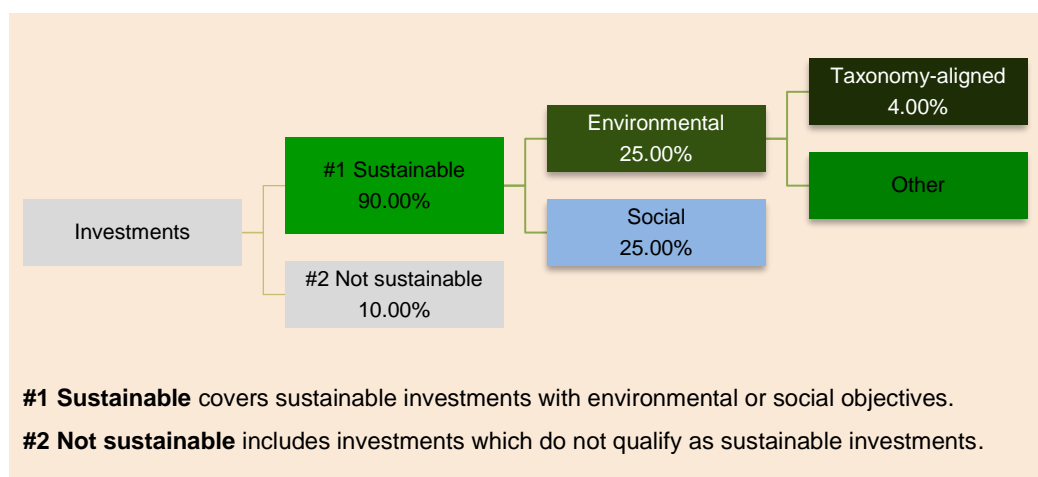 Taxonomy-aligned
4.00%
Environmental
25.00%
#1 Sustainable
90.00%
Other
Social
25.00%
Investments
#2 Not sustainable
10.00%
#1 Sustainable covers sustainable investments with environmental or social objectives.
#2 Not sustainable includes investments which do not qualify as sustainable investments.